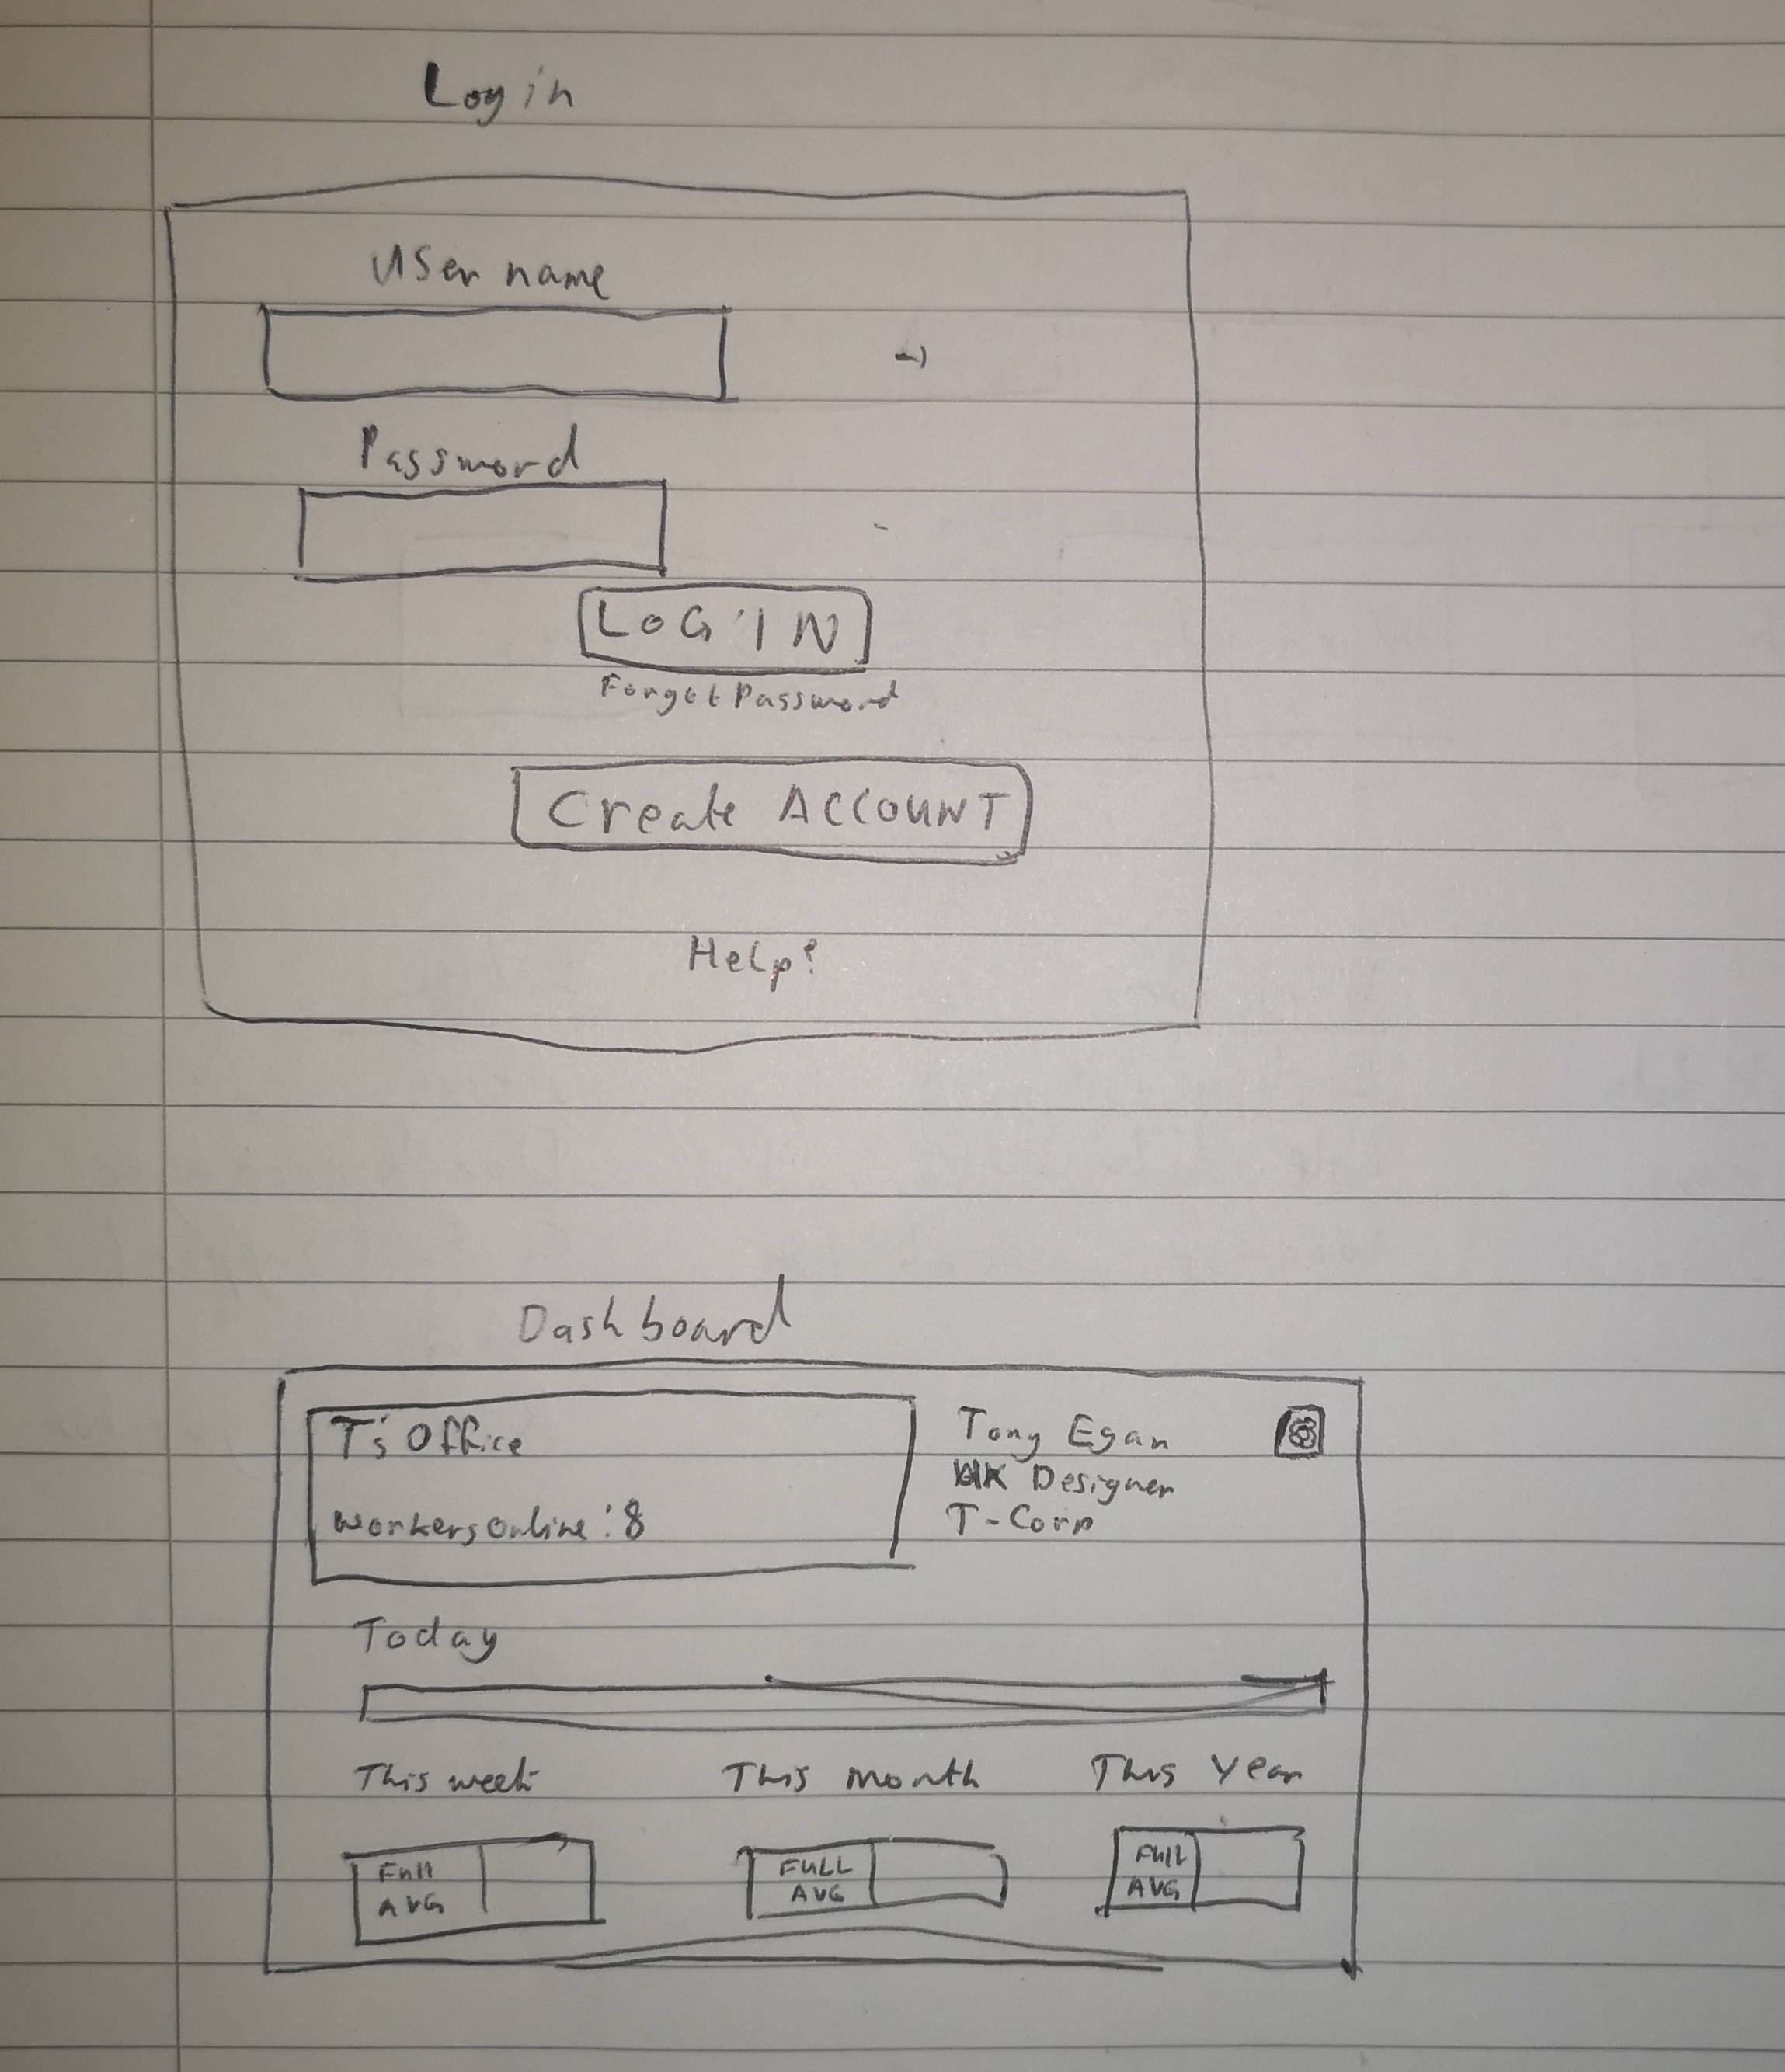 Login
User name
Password
LOGIN
Forgot Password
Create ACCOUNT
Help?
Dashboard
T's Office
Workers Online: 8
Tony Egan
Designer
T-Corp
Today
This week
This Month
This Year
Full
AVG
FULL
AVG
Full
AVG